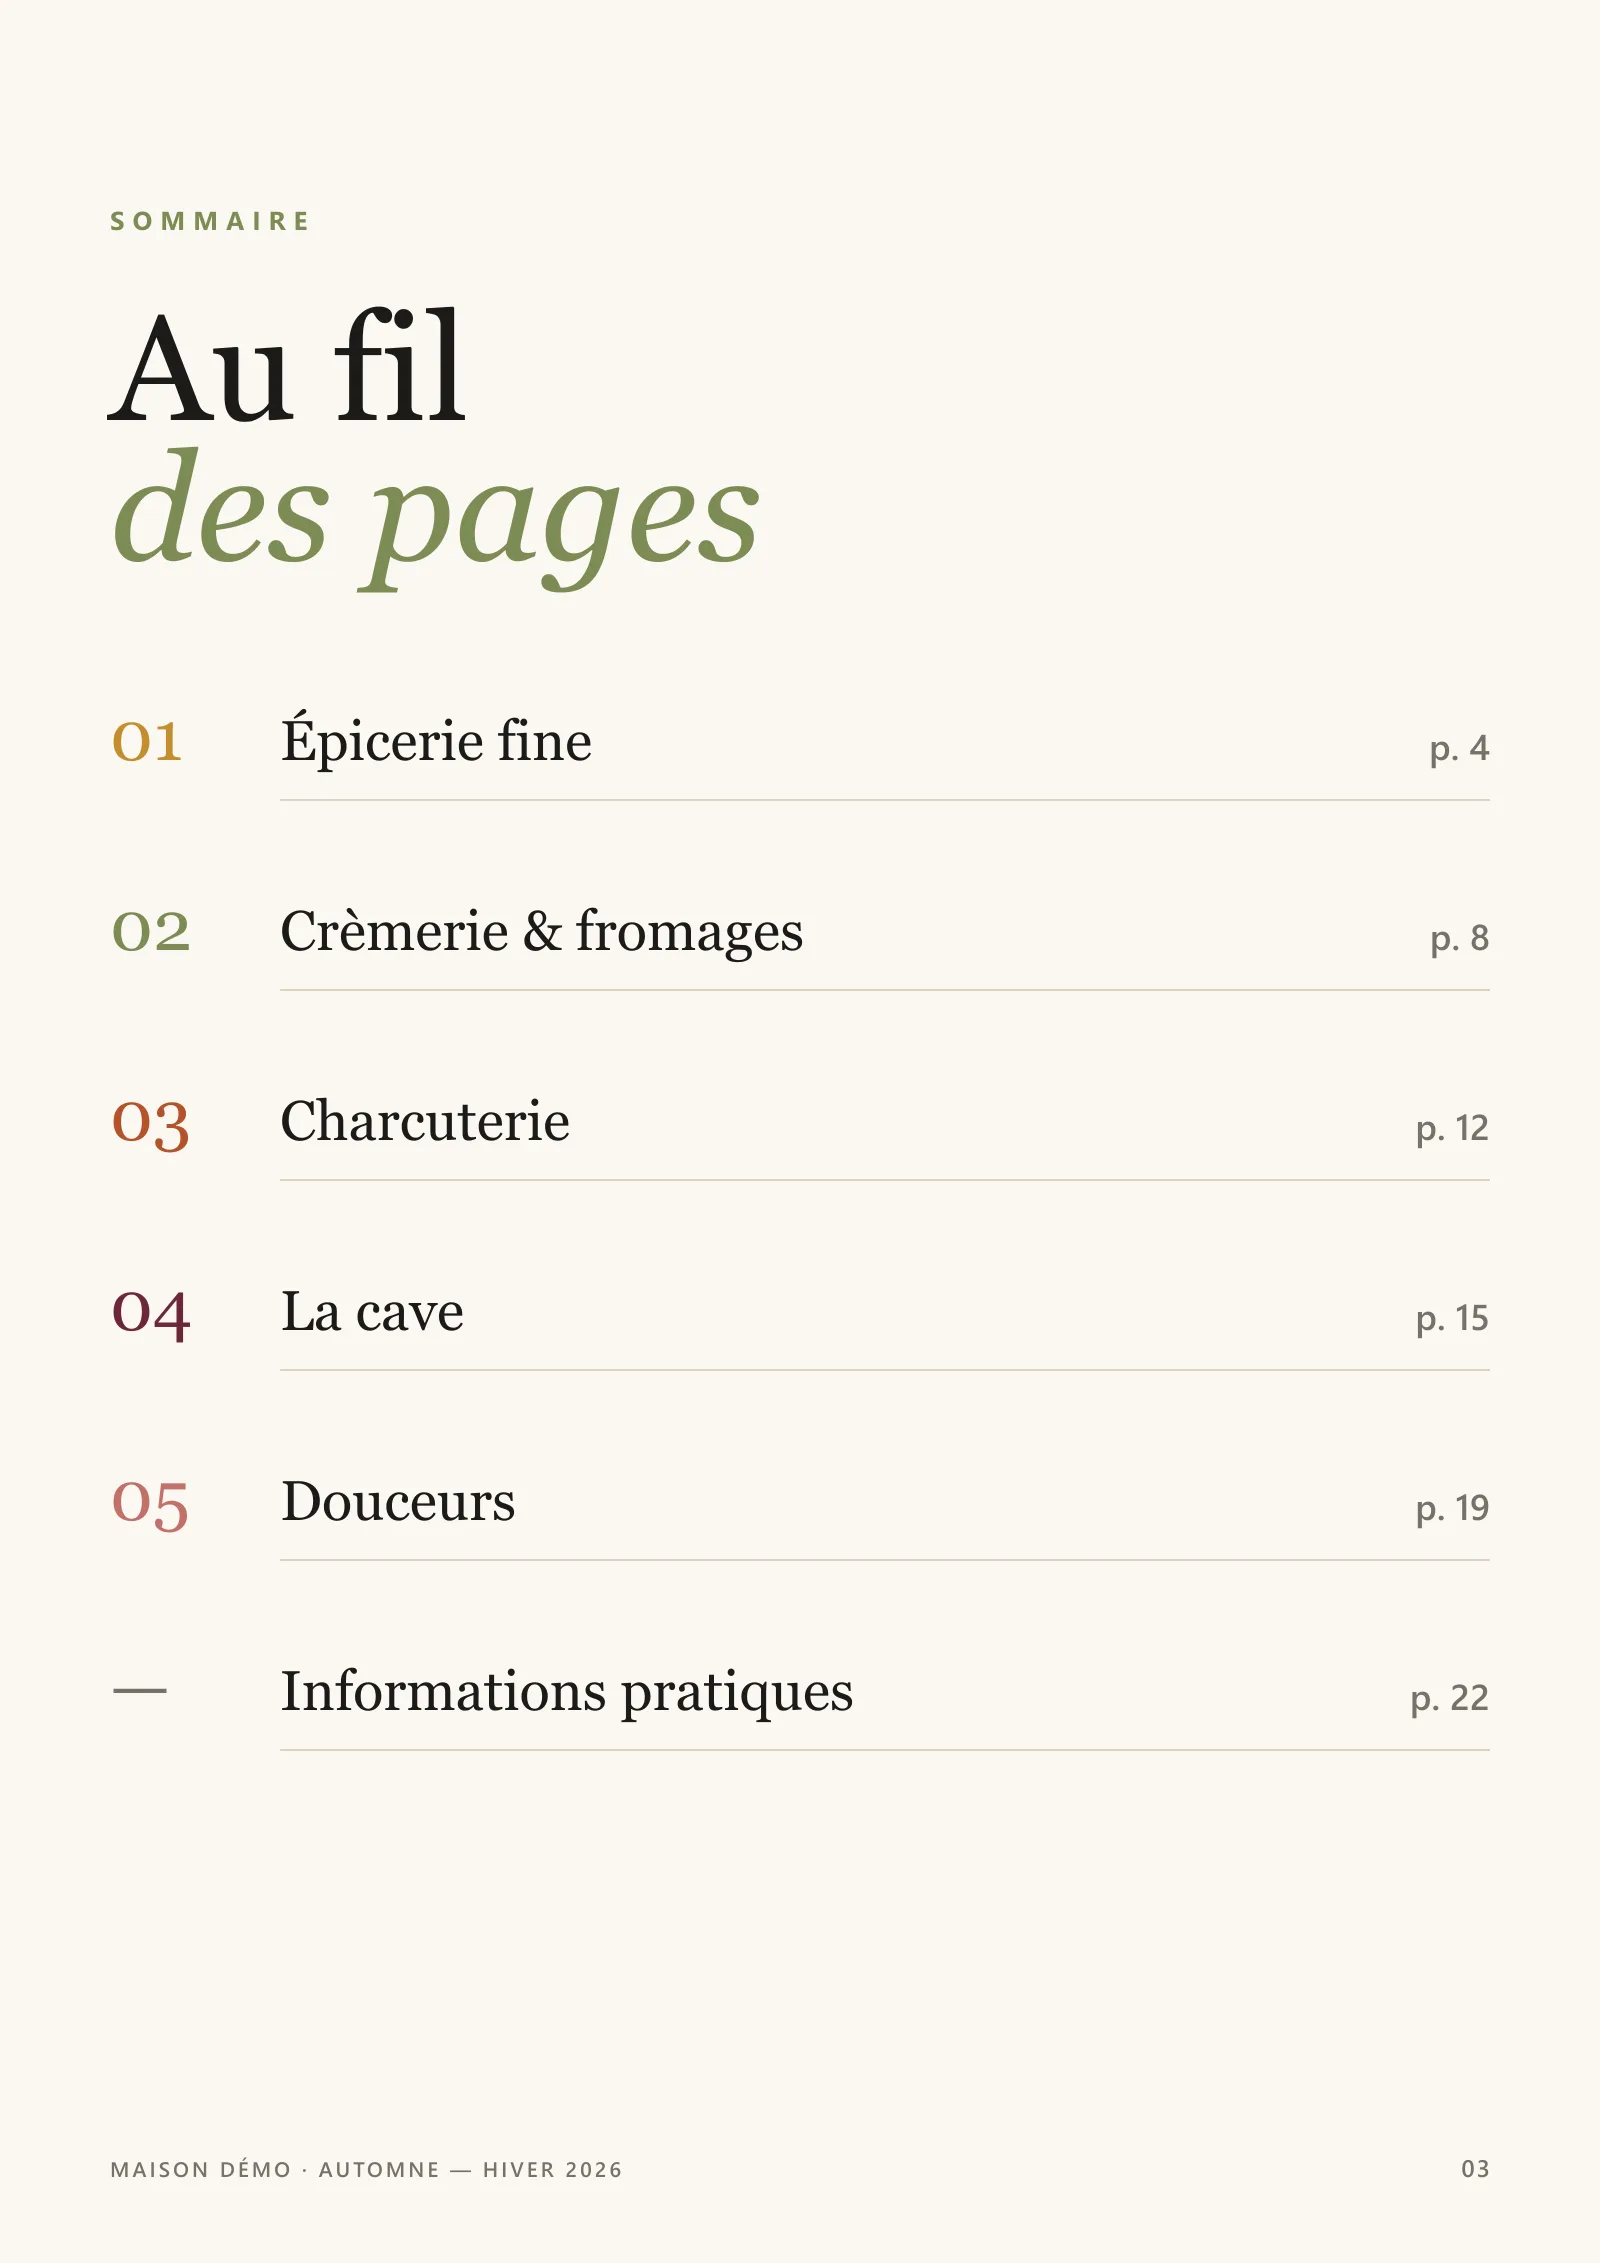 SOMMAIRE
Au fil
des pages
01 Épicerie fine p. 4
02 Crèmerie & fromages p. 8
03 Charcuterie p. 12
04 La cave p. 15
05 Douceurs p. 19
— Informations pratiques p. 22
MAISON DÉMO · AUTOMNE — HIVER 2026 03